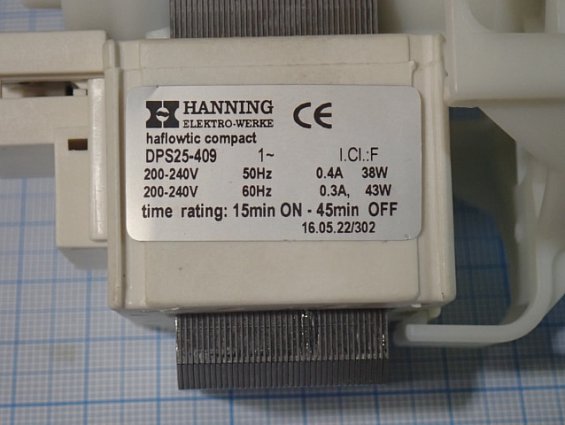 HANNING
ELEKTRO-WERKE
CE
haflowtic compact
DPS25-409 1~ I.Cl.:F
200-240V 50Hz 0.4A 38W
200-240V 60Hz 0.3A, 43W
time rating: 15min ON - 45min OFF
16.05.22/302